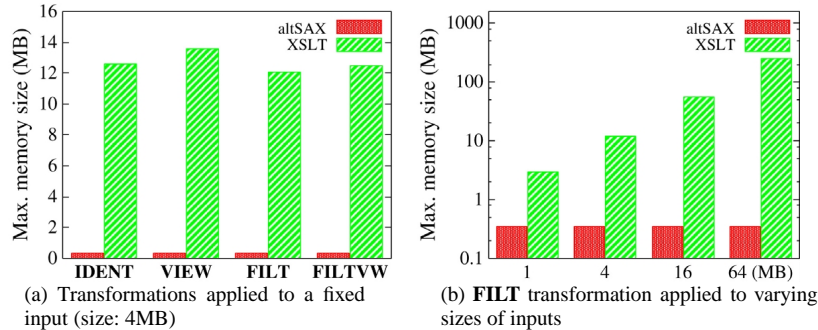 Max. memory size (MB)
16
14
12
10
8
6
4
2
0
altSAX
XSLT
IDENT VIEW FILT FILTVW
(a) Transformations applied to a fixed
input (size: 4MB)
Max. memory size (MB)
1000
100
10
1
0.1
altSAX
XSLT
1 4 16 64 (MB)
(b) FILT transformation applied to varying
sizes of inputs